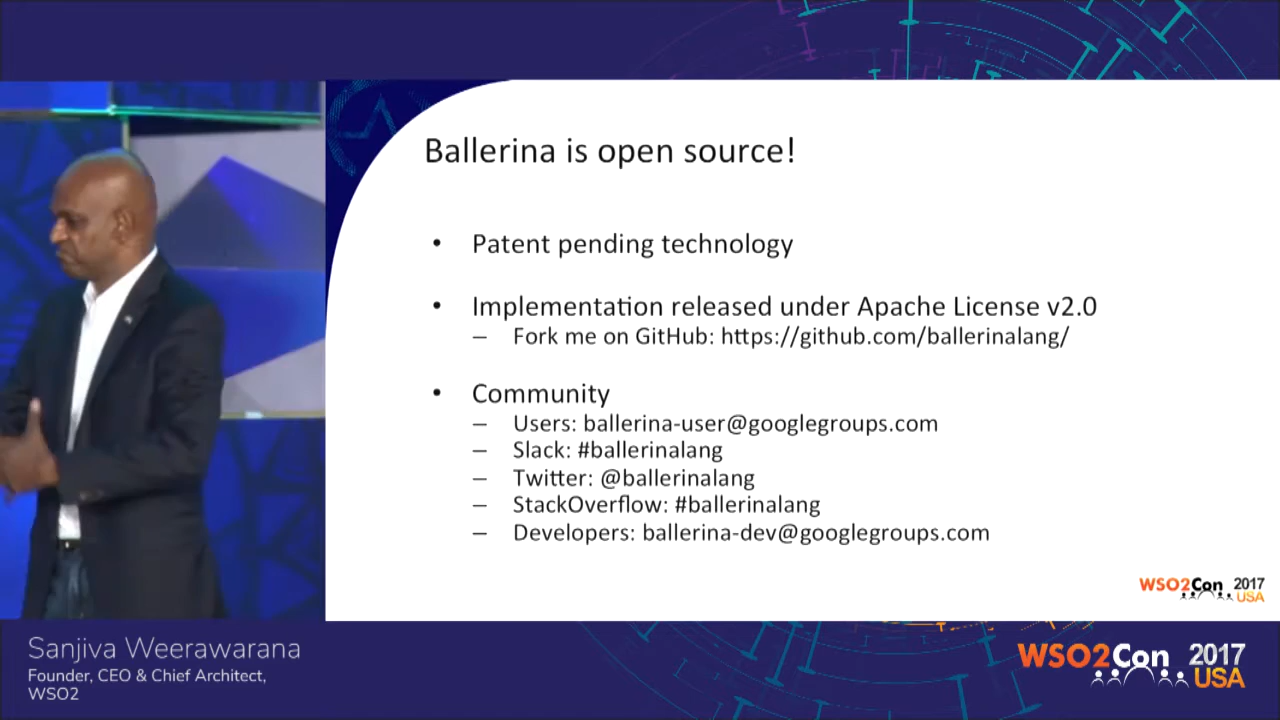 Ballerina is open source!
• Patent pending technology
• Implementation released under Apache License v2.0
– Fork me on GitHub: https://github.com/ballerinalang/
• Community
– Users: ballerina-user@googlegroups.com
– Slack: #ballerinalang
– Twitter: @ballerinalang
– StackOverflow: #ballerinalang
– Developers: ballerina-dev@googlegroups.com
WSO2Con 2017
USA
Sanjiva Weerawarana
Founder, CEO & Chief Architect,
WSO2
WSO2Con 2017
USA